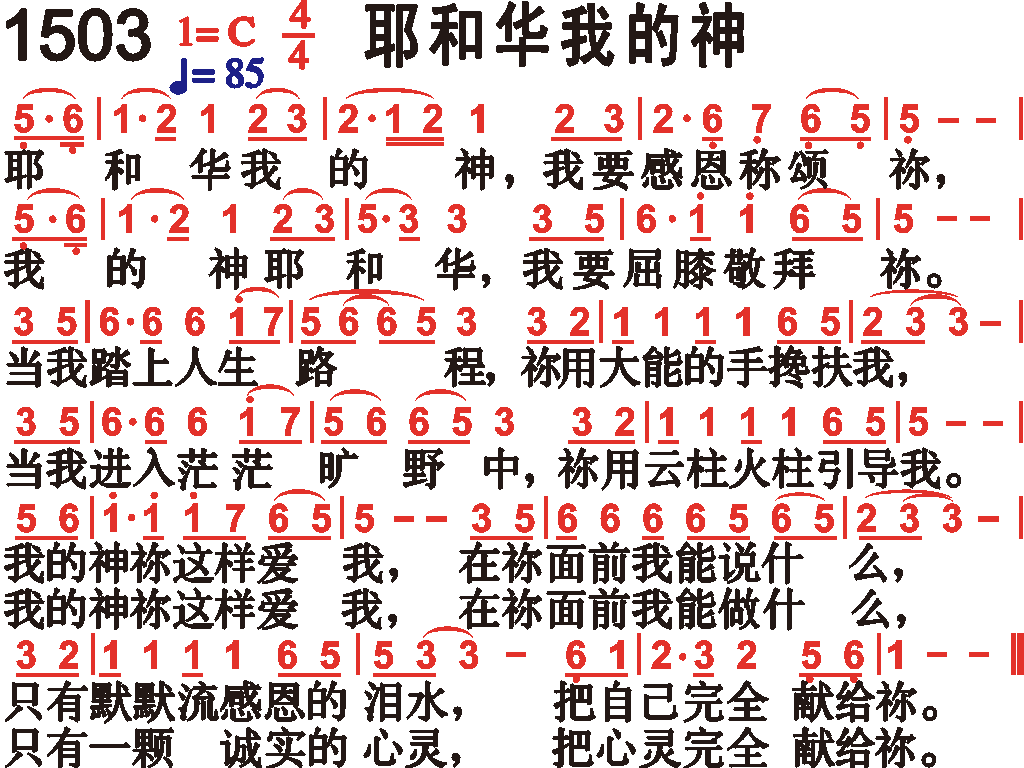 1503 1=C 4/4 耶和华我的神
♩=85
5·6|1·2 1 2 3|2·1 2 1 2 3|2·6 7 6 5|5 - -|
耶 和 华我 的 神，我要感恩称颂 祢，
5·6|1·2 1 2 3|5·3 3 3 5|6·1 1 6 5|5 - -|
我 的 神耶 和 华，我要屈膝敬拜 祢。
3 5|6·6 6 1 7|5 6 6 5 3 3 2|1 1 1 1 6 5|2 3 3 -|
当我踏上人生 路 程，祢用大能的手搀扶我，
3 5|6·6 6 1 7|5 6 6 5 3 3 2|1 1 1 1 6 5|5 - -|
当我进入茫茫 旷 野 中，祢用云柱火柱引导我。
5 6|1·1 1 7 6 5|5 - - 3 5|6 6 6 6 5 6 5|2 3 3 -|
我的神祢这样爱 我， 在祢面前我能说什 么，
我的神祢这样爱 我， 在祢面前我能做什 么，
3 2|1 1 1 1 6 5|5 3 3 - 6 1|2·3 2 5 6|1 - -‖
只有默默流感恩的 泪水， 把自己完全 献给祢。
只有一颗 诚实的 心灵， 把心灵完全 献给祢。